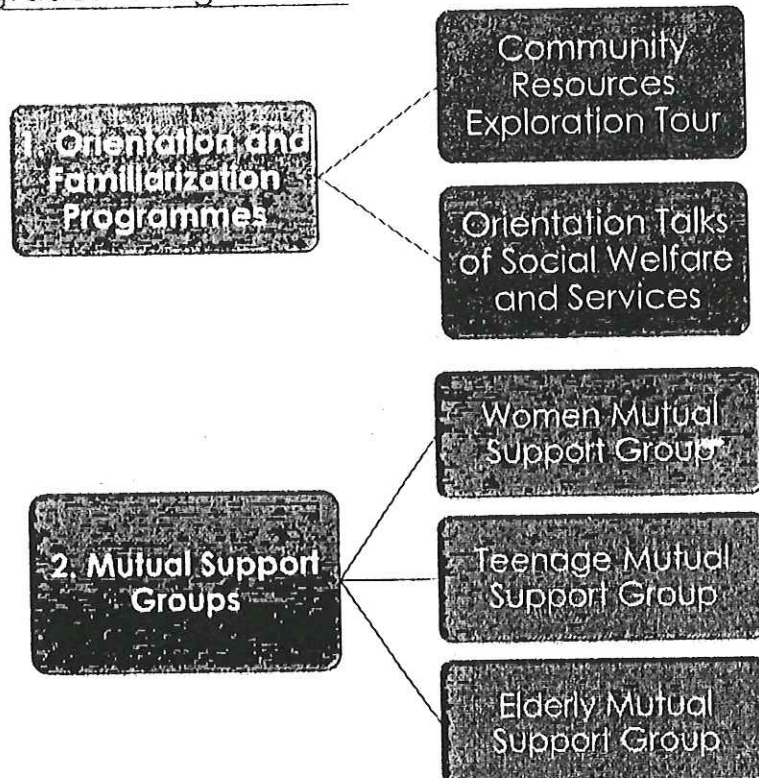 1. Orientation and
Familiarization
Programmes
Community
Resources
Exploration Tour
Orientation Talks
of Social Welfare
and Services
2. Mutual Support
Groups
Women Mutual
Support Group
Teenage Mutual
Support Group
Elderly Mutual
Support Group